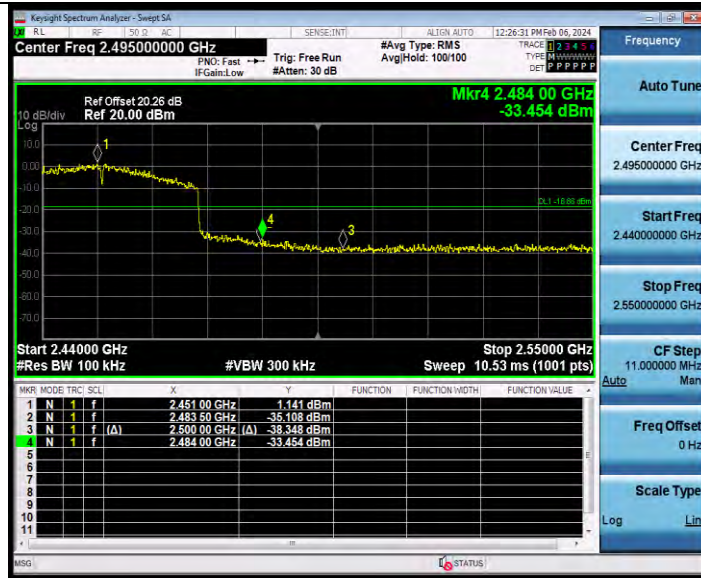 Keysight Spectrum Analyzer - Swept SA
RL RF 50 Ω AC SENSE:INT ALIGN AUTO 12:26:31 PM Feb 06, 2024
Center Freq 2.495000000 GHz
PNO: Fast
IFGain:Low
Trig: Free Run
#Atten: 30 dB
#Avg Type: RMS
Avg|Hold: 100/100
TRACE 1 2 3 4 5 6
TYPE M W W W W W
DET P P P P P P
Ref Offset 20.26 dB
10 dB/div Ref 20.00 dBm
Log
Mkr4 2.484 00 GHz
-33.454 dBm
10.0
0.00
-10.0
-20.0
-30.0
-40.0
-50.0
-60.0
-70.0
1
4
3
Start 2.44000 GHz Stop 2.55000 GHz
#Res BW 100 kHz #VBW 300 kHz Sweep 10.53 ms (1001 pts)
MKR MODE TRC SCL X Y FUNCTION FUNCTION WIDTH FUNCTION VALUE
1 N 1 f 2.451 00 GHz 1.141 dBm
2 N 1 f 2.483 50 GHz -35.108 dBm
3 N 1 f (Δ) 2.500 00 GHz (Δ) -38.348 dBm
4 N 1 f 2.484 00 GHz -33.454 dBm
5
6
7
8
9
10
11
MSG STATUS
Frequency
Auto Tune
Center Freq
2.495000000 GHz
Start Freq
2.440000000 GHz
Stop Freq
2.550000000 GHz
CF Step
11.000000 MHz
Auto Man
Freq Offset
0 Hz
Scale Type
Log Lin